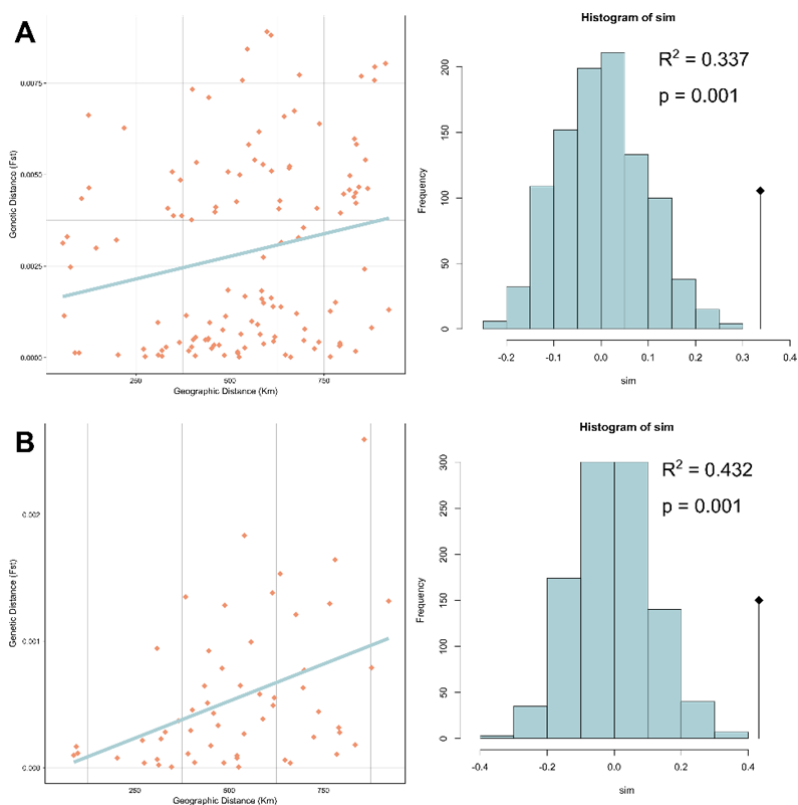 A
Genetic Distance (Fst)
0.0075
0.0050
0.0025
0.0000
250
500
750
Geographic Distance (Km)
Histogram of sim
R² = 0.337
p = 0.001
Frequency
200
150
100
50
0
-0.2
-0.1
0.0
0.1
0.2
0.3
0.4
sim
B
Genetic Distance (Fst)
0.002
0.001
0.000
250
500
750
Geographic Distance (Km)
Histogram of sim
R² = 0.432
p = 0.001
Frequency
300
250
200
150
100
50
0
-0.4
-0.2
0.0
0.2
0.4
sim